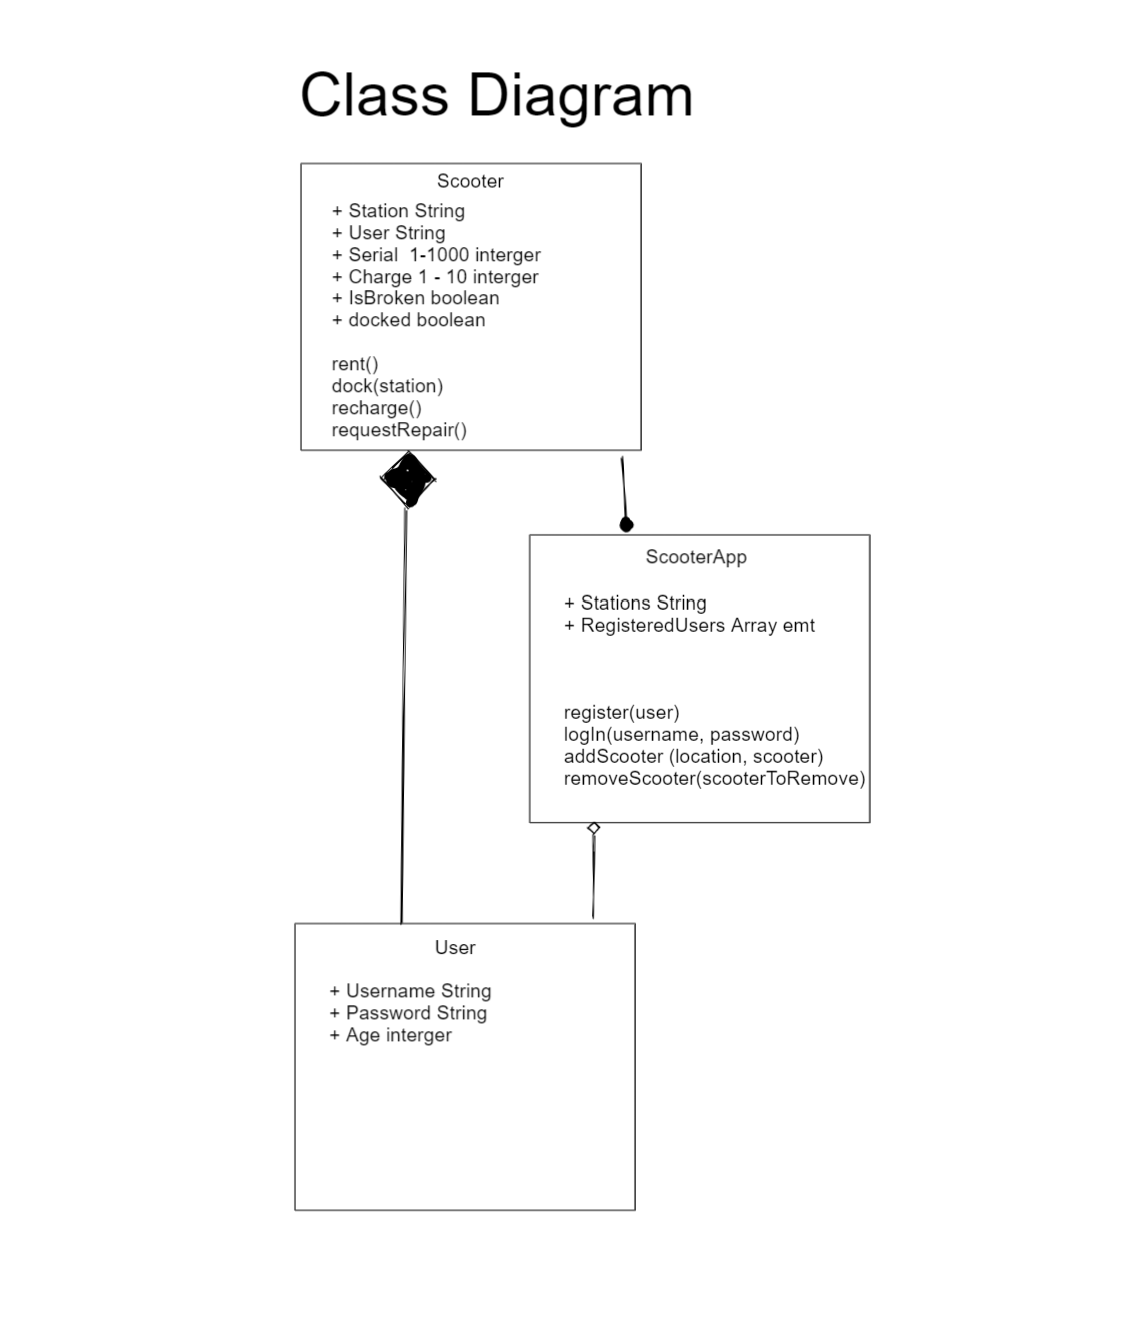 Class Diagram
Scooter
+ Station String
+ User String
+ Serial  1-1000 interger
+ Charge 1 - 10 interger
+ IsBroken boolean
+ docked boolean
rent()
dock(station)
recharge()
requestRepair()
ScooterApp
+ Stations String
+ RegisteredUsers Array emt
register(user)
logIn(username, password)
addScooter (location, scooter)
removeScooter(scooterToRemove)
User
+ Username String
+ Password String
+ Age interger